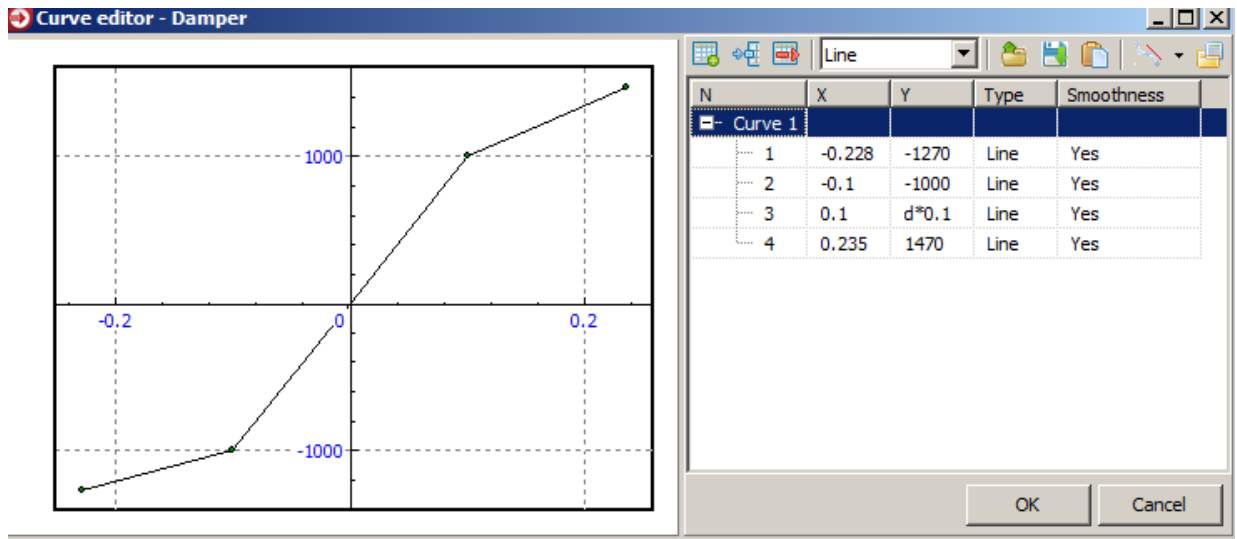 Curve editor - Damper
Line
N X Y Type Smoothness
Curve 1
1 -0.228 -1270 Line Yes
2 -0.1 -1000 Line Yes
3 0.1 d*0.1 Line Yes
4 0.235 1470 Line Yes
1000
-0.2 0 0.2
-1000
OK Cancel